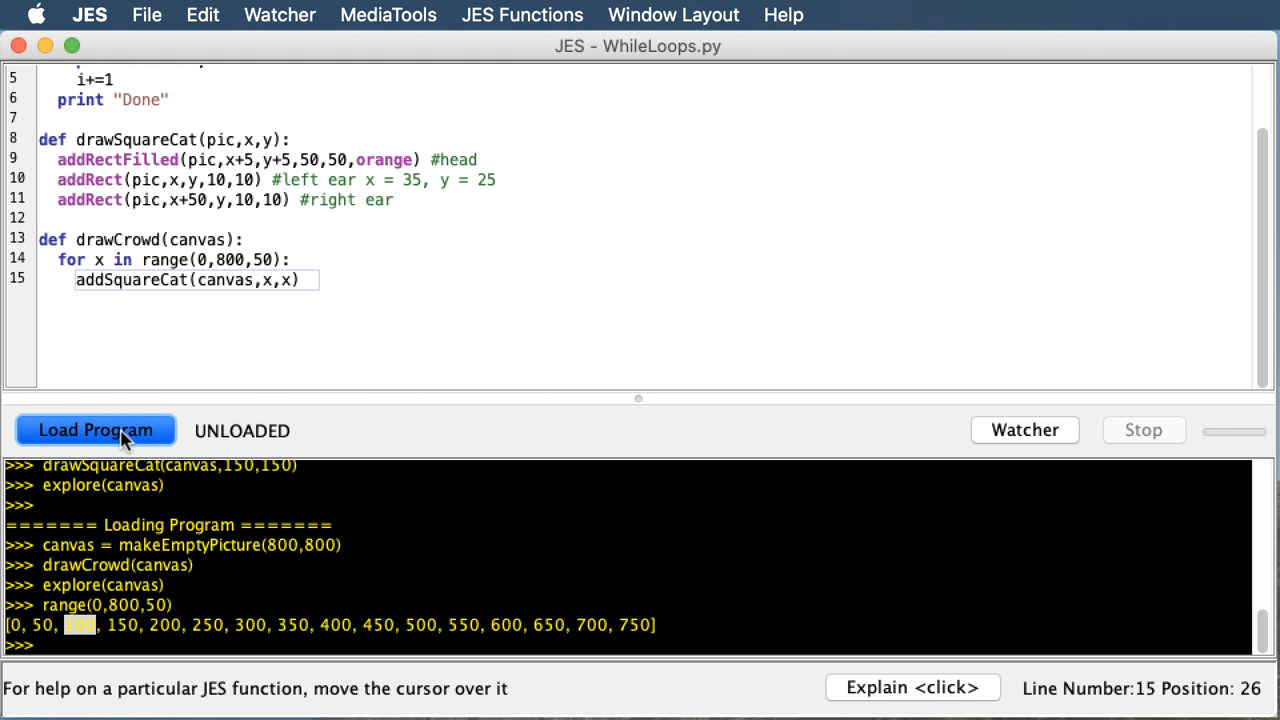 JES File Edit Watcher MediaTools JES Functions Window Layout Help
JES - WhileLoops.py
5 i+=1
6 print "Done"
7
8 def drawSquareCat(pic,x,y):
9 addRectFilled(pic,x+5,y+5,50,50,orange) #head
10 addRect(pic,x,y,10,10) #left ear x = 35, y = 25
11 addRect(pic,x+50,y,10,10) #right ear
12
13 def drawCrowd(canvas):
14 for x in range(0,800,50):
15 addSquareCat(canvas,x,x)
Load Program UNLOADED Watcher Stop
>>> drawSquareCat(canvas,150,150)
>>> explore(canvas)
>>>
======= Loading Program =======
>>> canvas = makeEmptyPicture(800,800)
>>> drawCrowd(canvas)
>>> explore(canvas)
>>> range(0,800,50)
[0, 50, 100, 150, 200, 250, 300, 350, 400, 450, 500, 550, 600, 650, 700, 750]
>>>
For help on a particular JES function, move the cursor over it Explain <click> Line Number:15 Position: 26